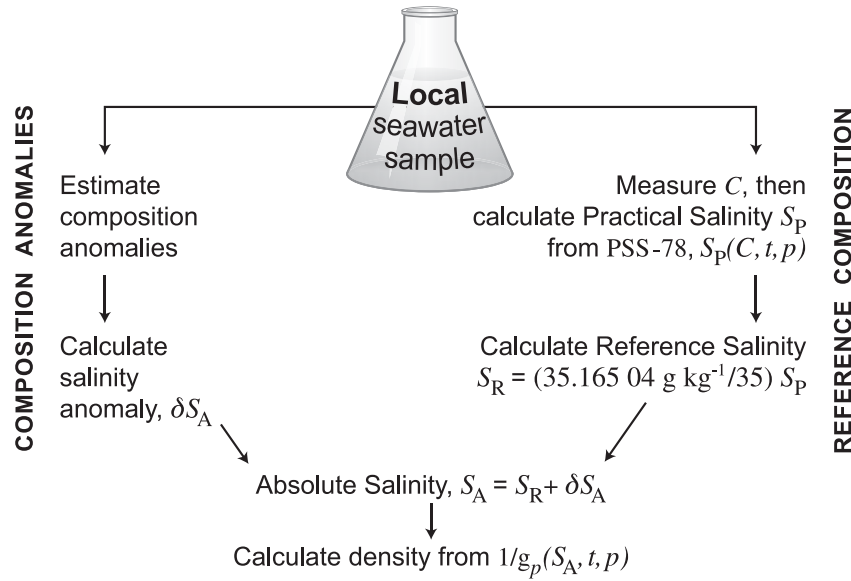 Local
seawater
sample
COMPOSITION ANOMALIES
Estimate
composition
anomalies
Calculate
salinity
anomaly, δS_A
REFERENCE COMPOSITION
Measure C, then
calculate Practical Salinity S_P
from PSS-78, S_P(C, t, p)
Calculate Reference Salinity
S_R = (35.165 04 g kg⁻¹/35) S_P
Absolute Salinity, S_A = S_R + δS_A
Calculate density from 1/g_p(S_A, t, p)